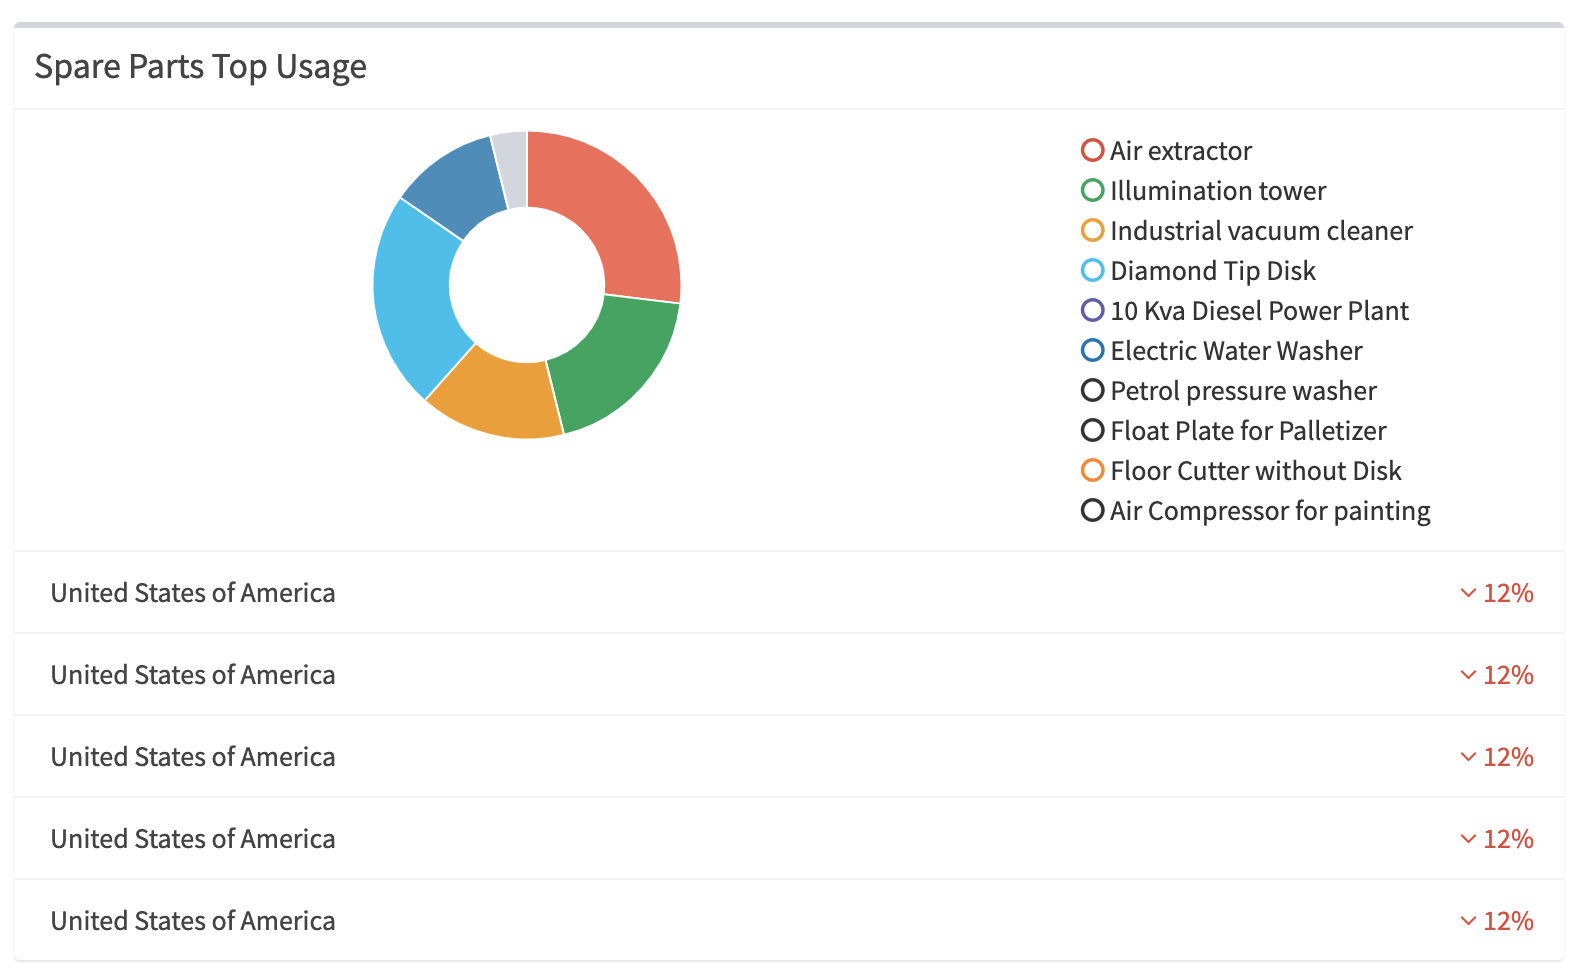 Spare Parts Top Usage
Air extractor
Illumination tower
Industrial vacuum cleaner
Diamond Tip Disk
10 Kva Diesel Power Plant
Electric Water Washer
Petrol pressure washer
Float Plate for Palletizer
Floor Cutter without Disk
Air Compressor for painting
United States of America 12%
United States of America 12%
United States of America 12%
United States of America 12%
United States of America 12%